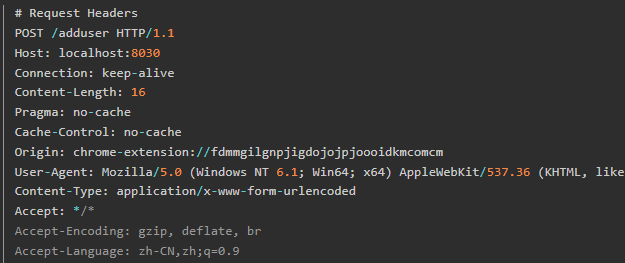 # Request Headers
POST /adduser HTTP/1.1
Host: localhost:8030
Connection: keep-alive
Content-Length: 16
Pragma: no-cache
Cache-Control: no-cache
Origin: chrome-extension://fdmmgilgnpjigdojojpjoooidkmcomcm
User-Agent: Mozilla/5.0 (Windows NT 6.1; Win64; x64) AppleWebKit/537.36 (KHTML, like
Content-Type: application/x-www-form-urlencoded
Accept: */*
Accept-Encoding: gzip, deflate, br
Accept-Language: zh-CN,zh;q=0.9